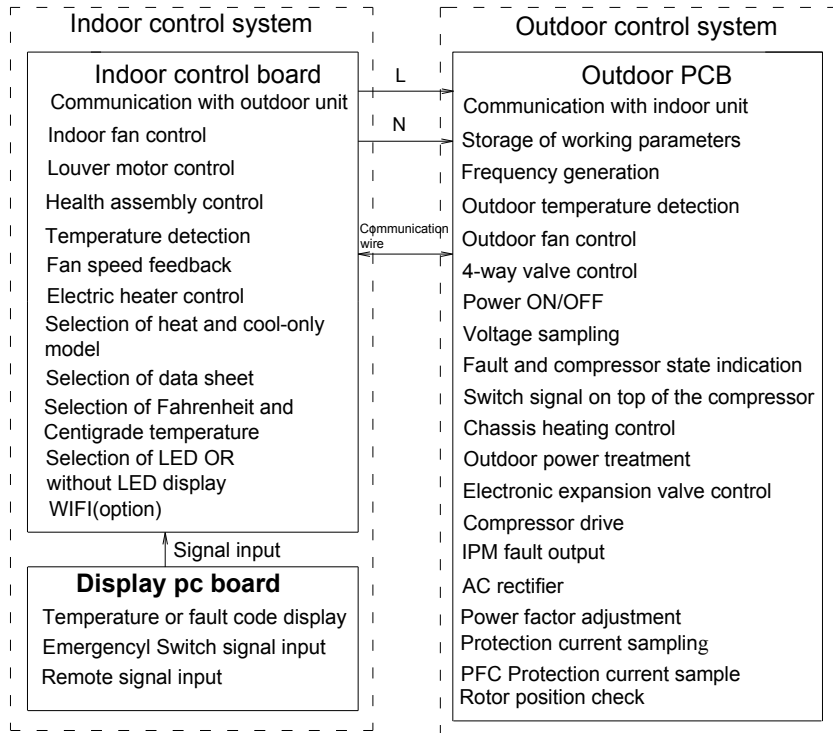 Indoor control system
Indoor control board
Communication with outdoor unit
Indoor fan control
Louver motor control
Health assembly control
Temperature detection
Fan speed feedback
Electric heater control
Selection of heat and cool-only
model
Selection of data sheet
Selection of Fahrenheit and
Centigrade temperature
Selection of LED OR
without LED display
WIFI(option)
Signal input
Display pc board
Temperature or fault code display
Emergencyl Switch signal input
Remote signal input
L
N
Communication
wire
Outdoor control system
Outdoor PCB
Communication with indoor unit
Storage of working parameters
Frequency generation
Outdoor temperature detection
Outdoor fan control
4-way valve control
Power ON/OFF
Voltage sampling
Fault and compressor state indication
Switch signal on top of the compressor
Chassis heating control
Outdoor power treatment
Electronic expansion valve control
Compressor drive
IPM fault output
AC rectifier
Power factor adjustment
Protection current sampling
PFC Protection current sample
Rotor position check